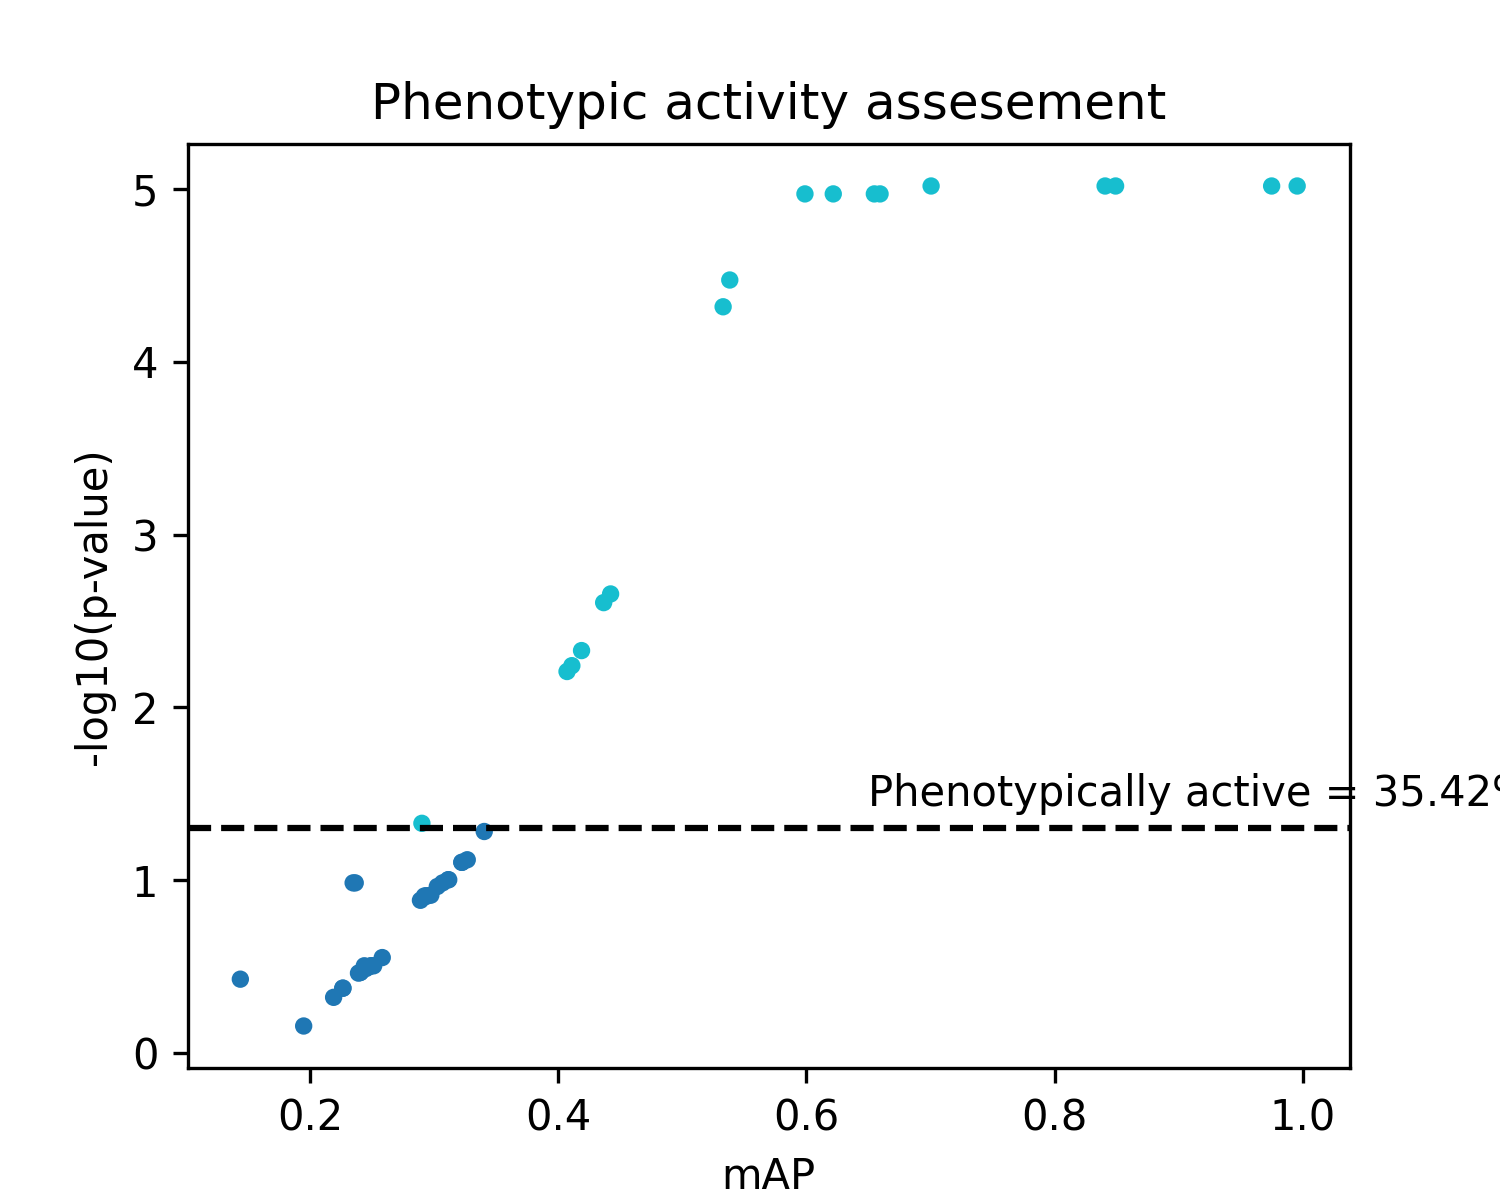 Phenotypic activity assesement
5
4
3
2
1
0
-log10(p-value)
Phenotypically active = 35.42
0.2 0.4 0.6 0.8 1.0
mAP